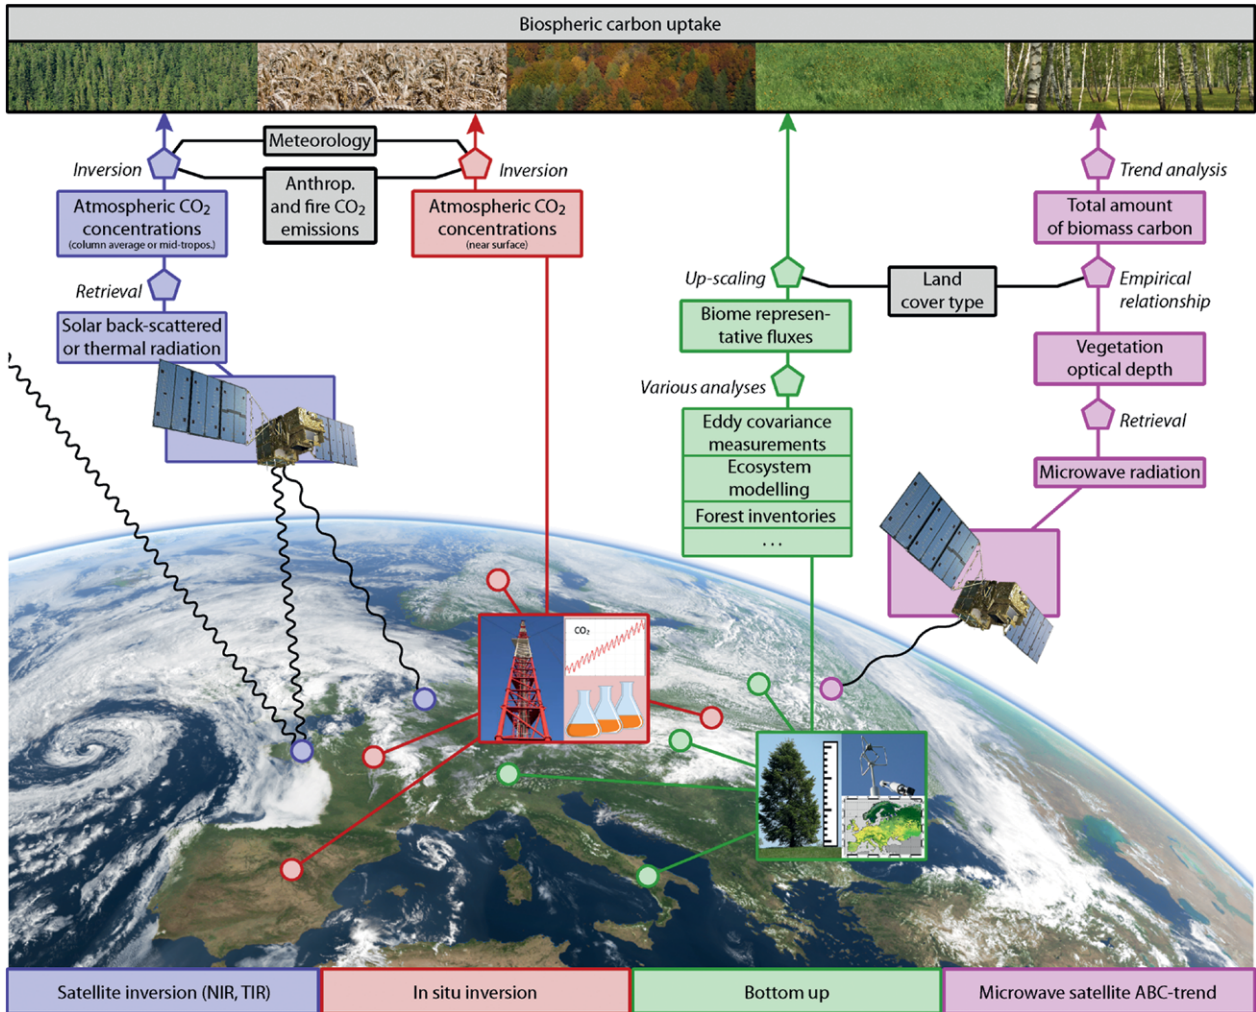 Biospheric carbon uptake
Inversion
Meteorology
Anthrop.
and fire CO₂
emissions
Inversion
Atmospheric CO₂
concentrations
(column average or mid-tropos.)
Atmospheric CO₂
concentrations
(near surface)
Retrieval
Solar back-scattered
or thermal radiation
Up-scaling
Biome represen-
tative fluxes
Various analyses
Eddy covariance
measurements
Ecosystem
modelling
Forest inventories
...
Land
cover type
Trend analysis
Total amount
of biomass carbon
Empirical
relationship
Vegetation
optical depth
Retrieval
Microwave radiation
CO₂
Satellite inversion (NIR, TIR)
In situ inversion
Bottom up
Microwave satellite ABC-trend